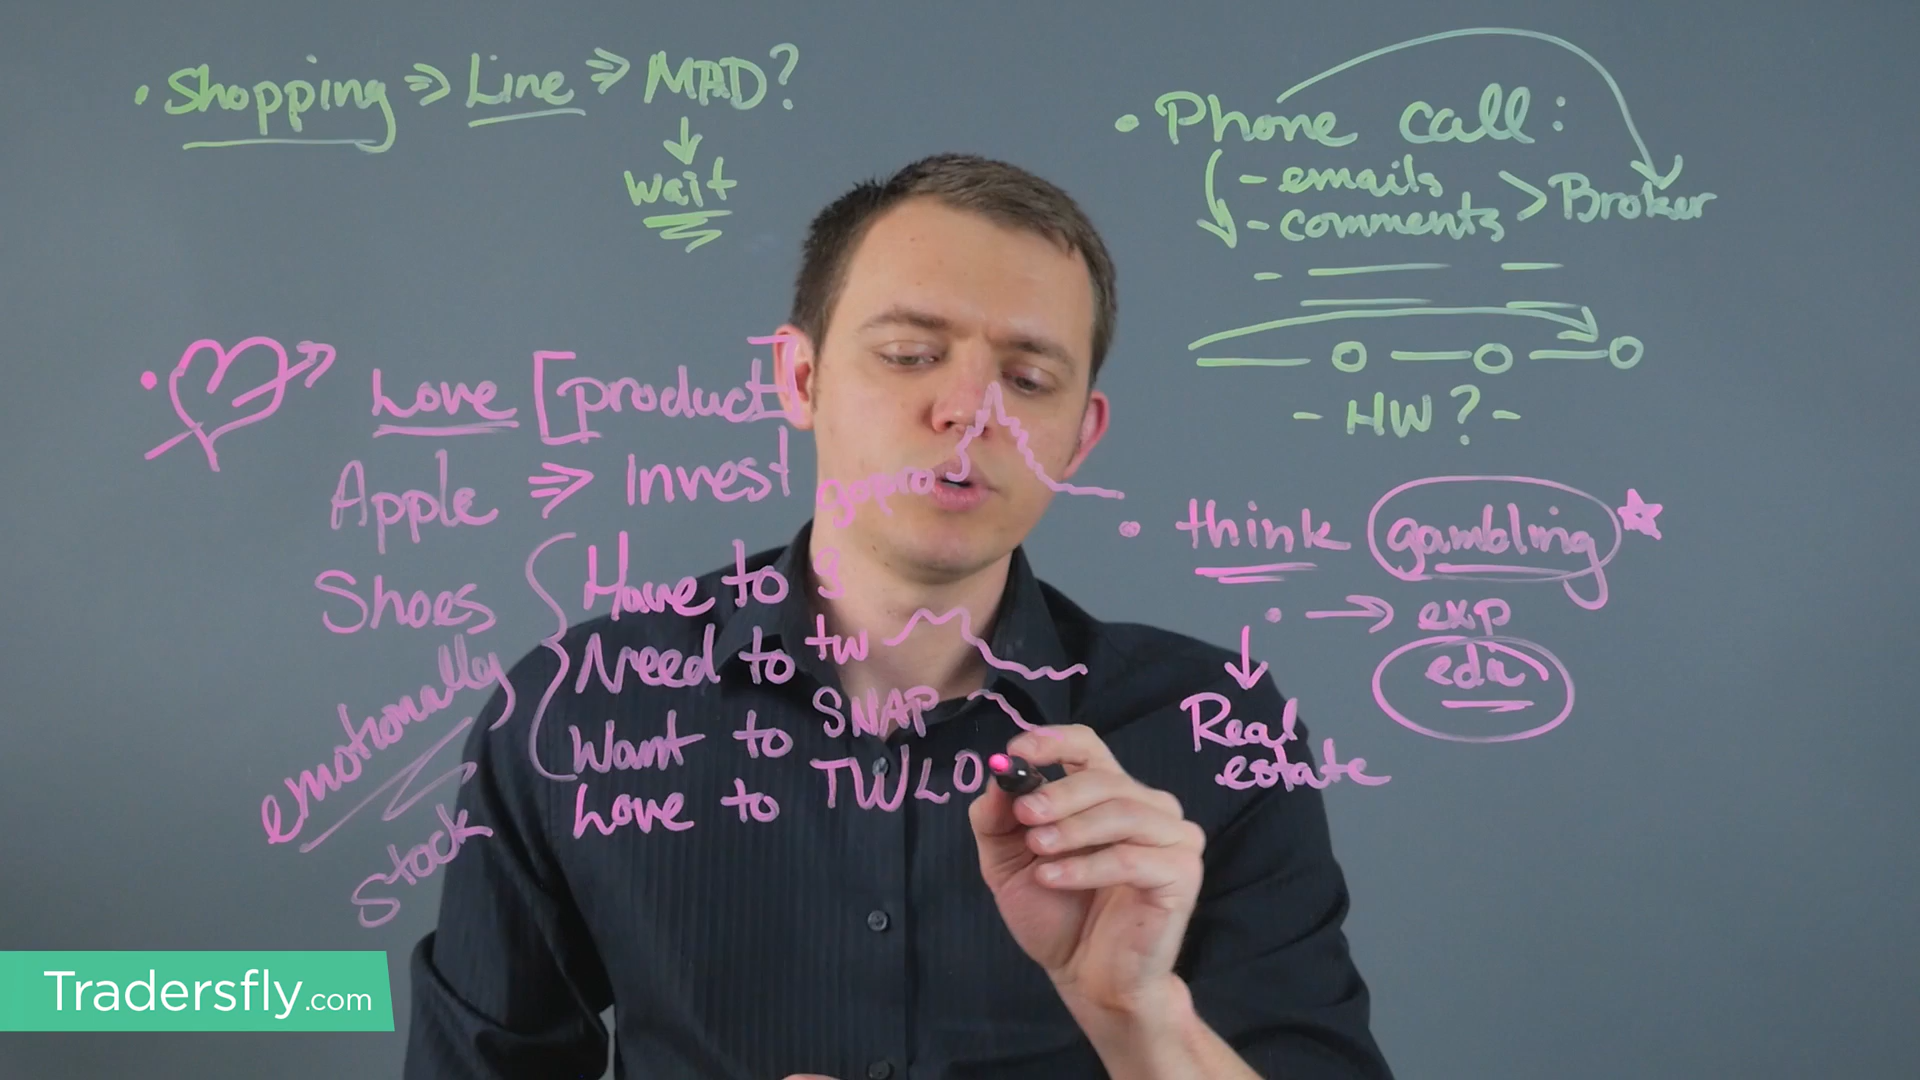 • Shopping ⇒ Line ⇒ MAD?
↓
wait
• Phone call:
- emails
- comments > Broker
- HW? -
• Love [product]
Apple ⇒ Invest
Shoes
emotionally
stock
Have to
Need to
Want to
Love to
gopro
g
tw
SNAP
TWLO
• think gambling
• → exp
edu
↓
Real
estate
Tradersfly.com